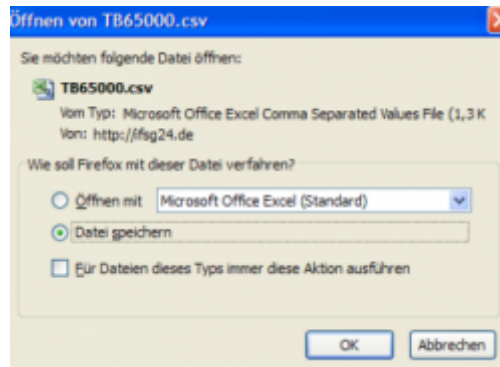 Öffnen von TB65000.csv
Sie möchten folgende Datei öffnen:
TB65000.csv
Vom Typ: Microsoft Office Excel Comma Separated Values File (1,3 K
Von: http://ifsg24.de
Wie soll Firefox mit dieser Datei verfahren?
Öffnen mit Microsoft Office Excel (Standard)
Datei speichern
Für Dateien dieses Typs immer diese Aktion ausführen
OK Abbrechen